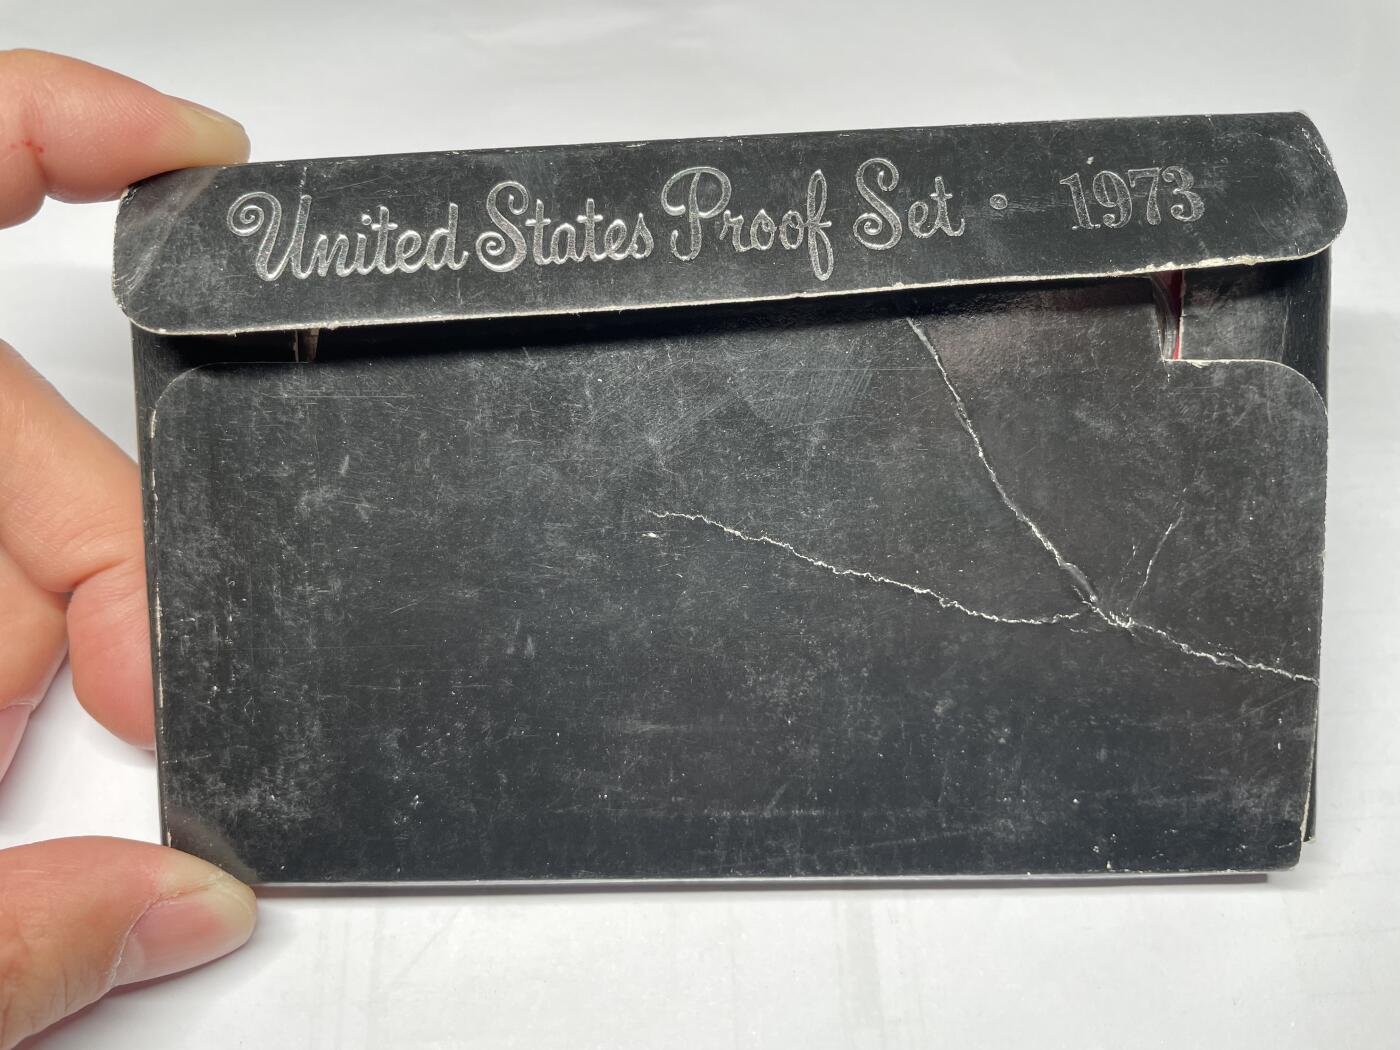 United States Proof Set • 1973